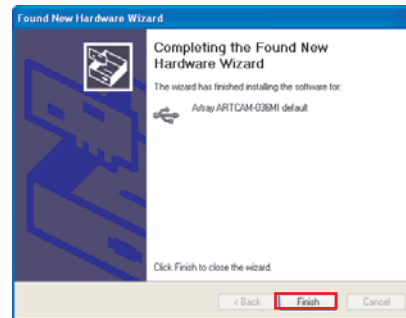 Found New Hardware Wizard
Completing the Found New
Hardware Wizard
The wizard has finished installing the software for:
Artray ARTCAM-036MI default
Click Finish to close the wizard.
< Back
Finish
Cancel